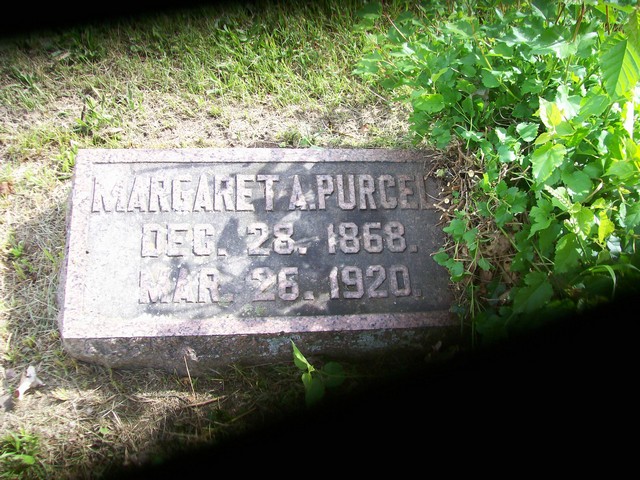 MARGARET A. PURCEL
DEC. 28. 1868.
MAR. 26. 1920.